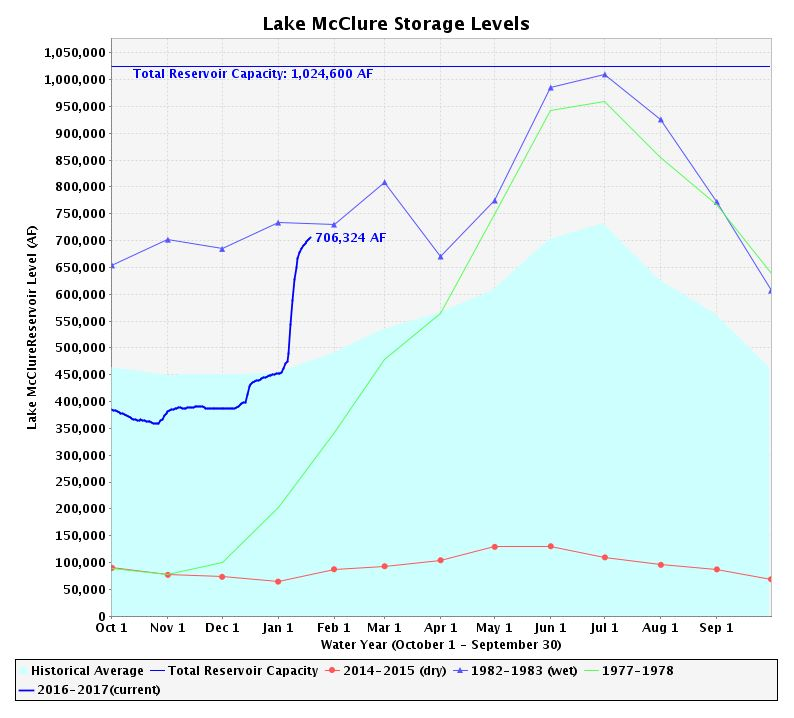 Lake McClure Storage Levels
1,050,000
Total Reservoir Capacity: 1,024,600 AF
1,000,000
950,000
900,000
850,000
800,000
750,000
700,000
706,324 AF
650,000
600,000
550,000
500,000
450,000
400,000
350,000
300,000
250,000
200,000
150,000
100,000
50,000
0
Lake McClureReservoir Level (AF)
Oct 1 Nov 1 Dec 1 Jan 1 Feb 1 Mar 1 Apr 1 May 1 Jun 1 Jul 1 Aug 1 Sep 1
Water Year (October 1 - September 30)
Historical Average Total Reservoir Capacity 2014-2015 (dry) 1982-1983 (wet) 1977-1978
2016-2017(current)